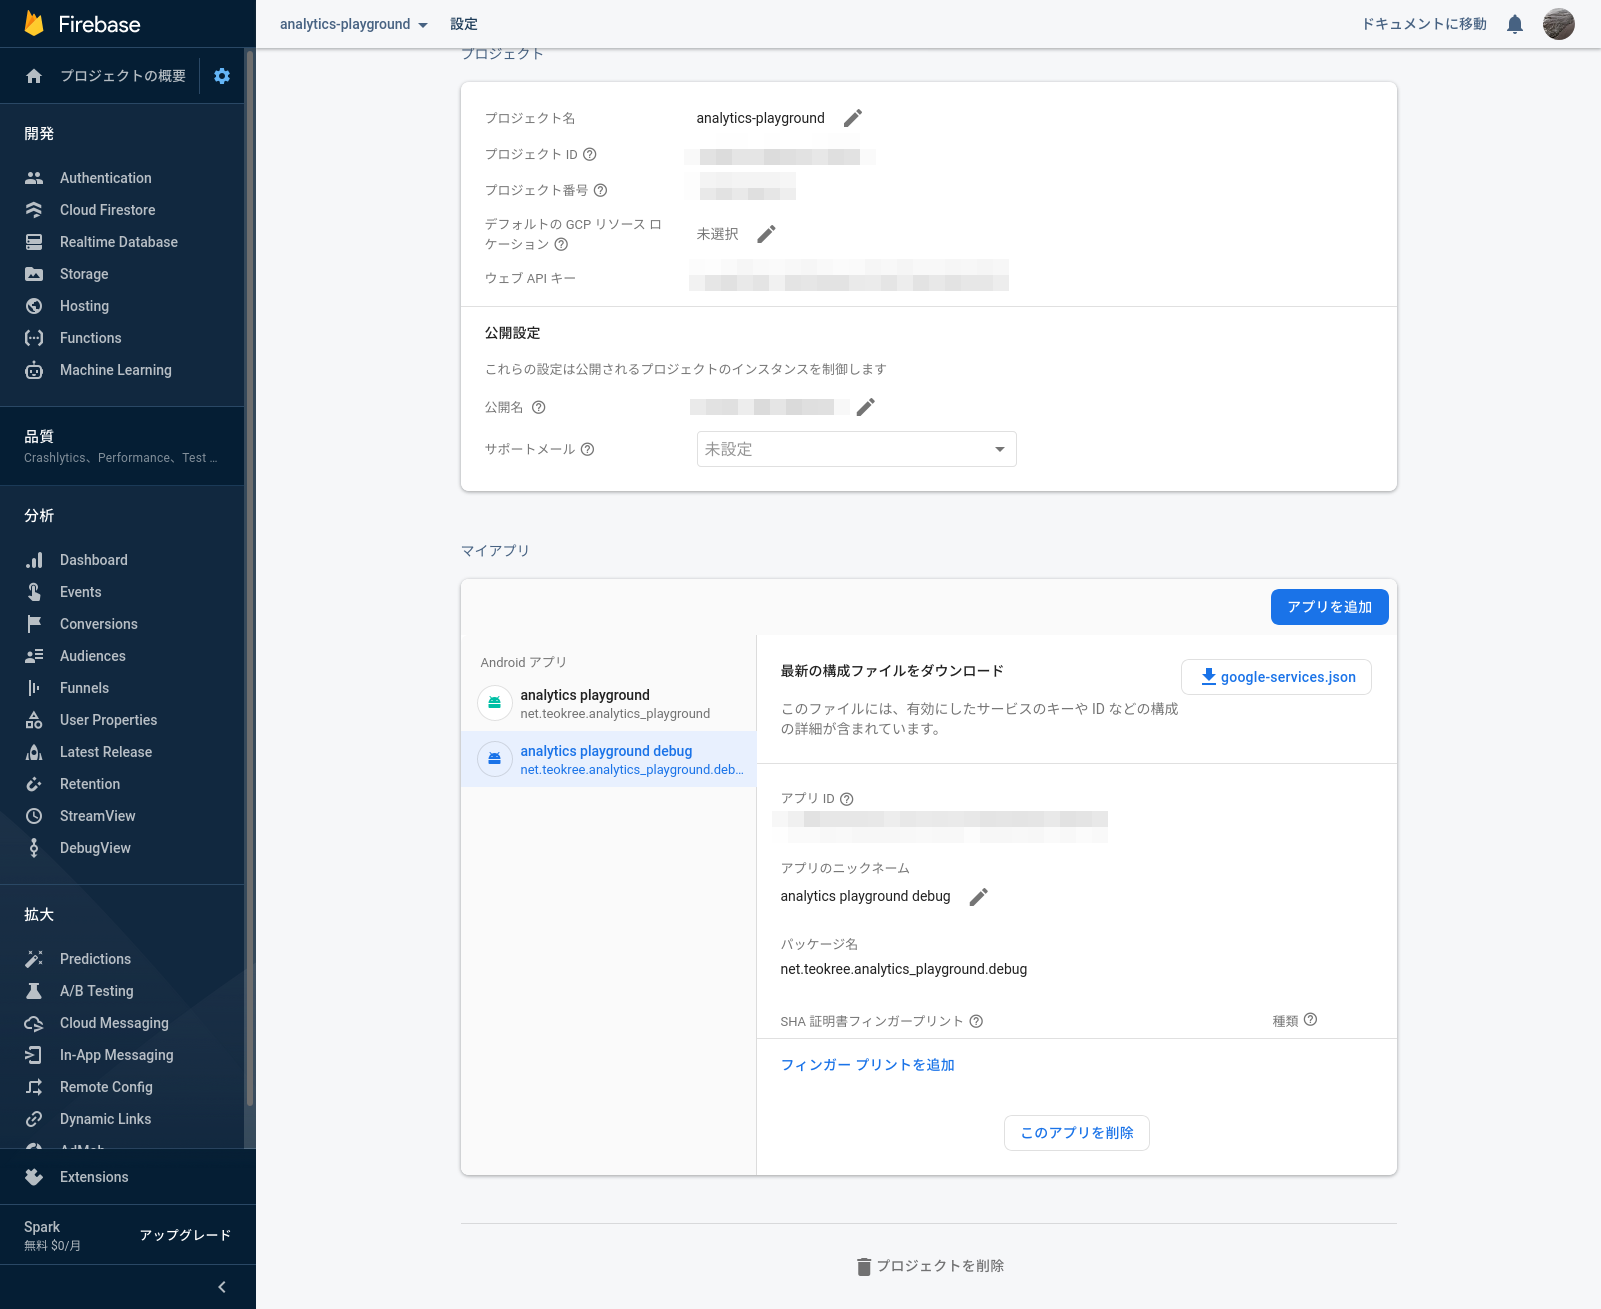 Firebase
analytics-playground
設定
ドキュメントに移動
プロジェクトの概要
開発
Authentication
Cloud Firestore
Realtime Database
Storage
Hosting
Functions
Machine Learning
品質
Crashlytics、Performance、Test ...
分析
Dashboard
Events
Conversions
Audiences
Funnels
User Properties
Latest Release
Retention
StreamView
DebugView
拡大
Predictions
A/B Testing
Cloud Messaging
In-App Messaging
Remote Config
Dynamic Links
AdMob
Extensions
Spark
無料 $0/月
アップグレード
プロジェクト
プロジェクト名
analytics-playground
プロジェクト ID
プロジェクト番号
デフォルトの GCP リソース ロ
ケーション
未選択
ウェブ API キー
公開設定
これらの設定は公開されるプロジェクトのインスタンスを制御します
公開名
サポートメール
未設定
マイアプリ
アプリを追加
Android アプリ
analytics playground
net.teokree.analytics_playground
analytics playground debug
net.teokree.analytics_playground.deb...
最新の構成ファイルをダウンロード
google-services.json
このファイルには、有効にしたサービスのキーや ID などの構成
の詳細が含まれています。
アプリ ID
アプリのニックネーム
analytics playground debug
パッケージ名
net.teokree.analytics_playground.debug
SHA 証明書フィンガープリント
種類
フィンガー プリントを追加
このアプリを削除
プロジェクトを削除